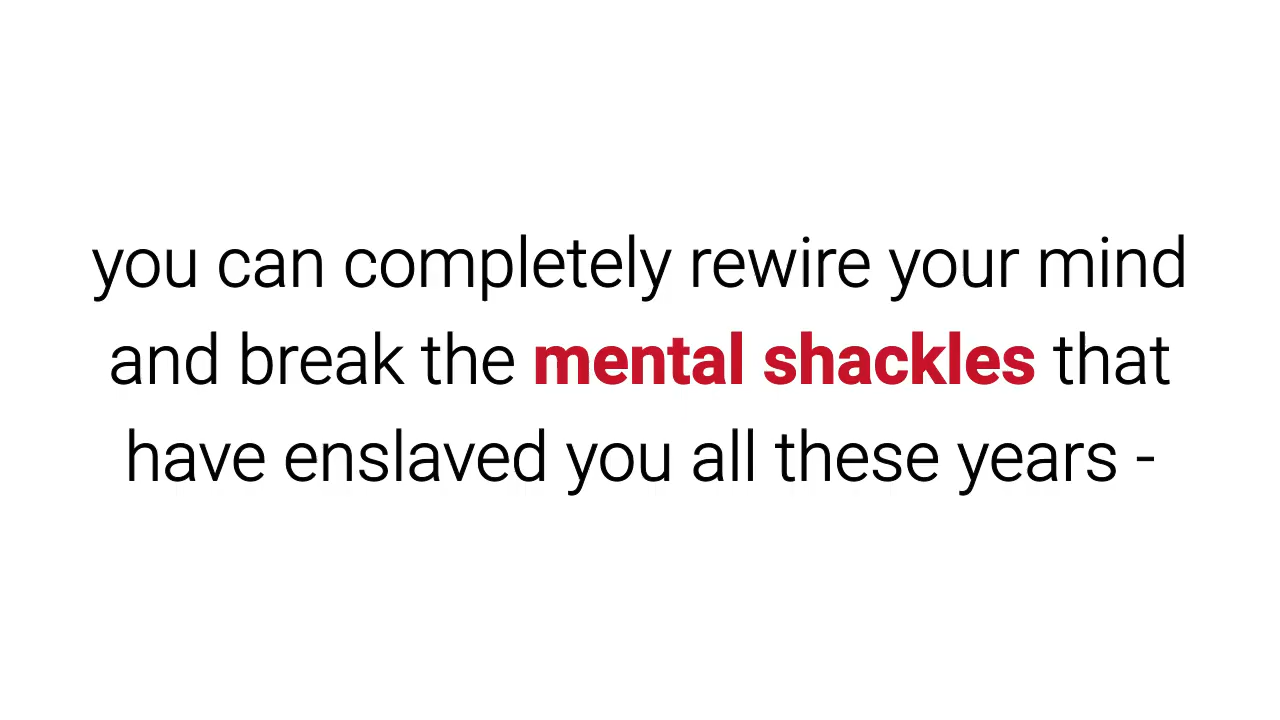 you can completely rewire your mind
and break the mental shackles that
have enslaved you all these years -